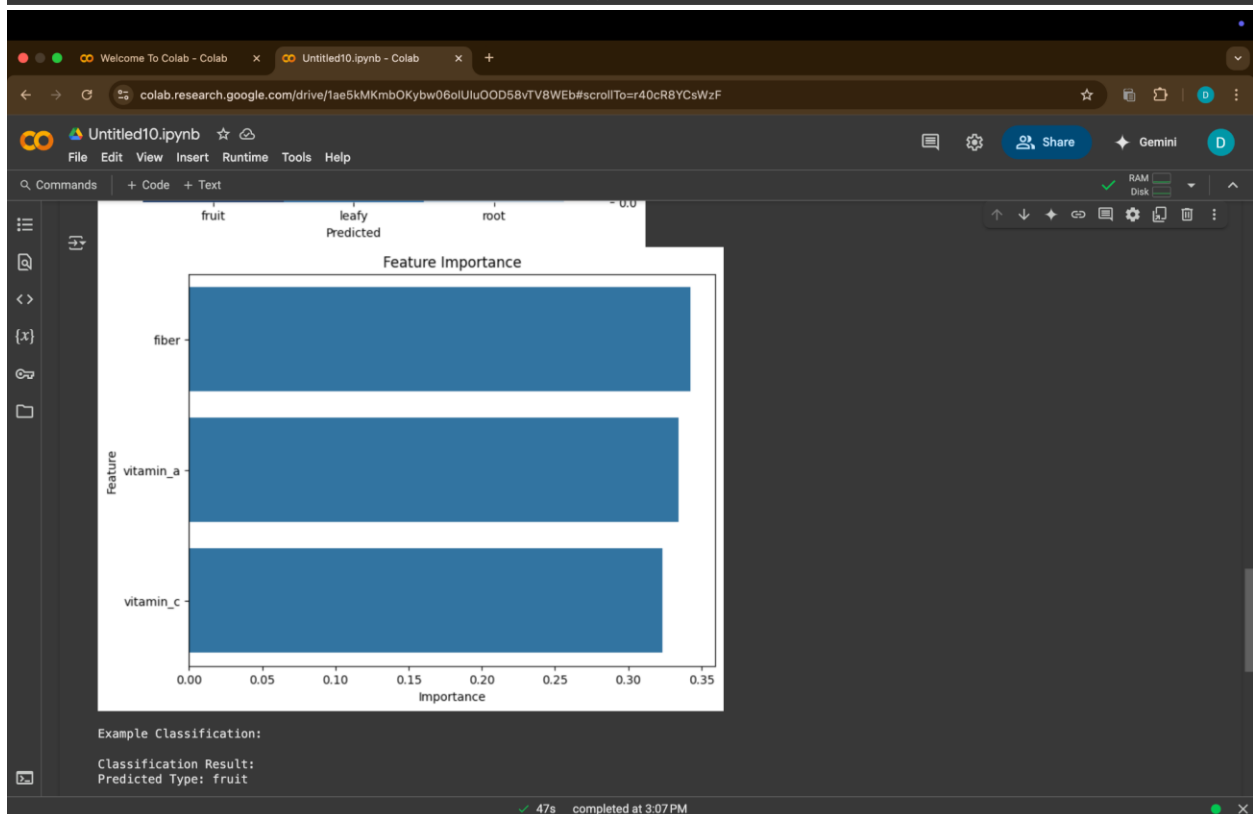 Welcome To Colab - Colab
Untitled10.ipynb - Colab
colab.research.google.com/drive/1ae5kMKmbOKybw06olUIuOOD58vTV8WEb#scrollTo=r40cR8YCsWzF
D
Untitled10.ipynb
File Edit View Insert Runtime Tools Help
Share
Gemini
D
Commands + Code + Text
RAM
Disk
0.0
fruit leafy root
Predicted
Feature Importance
fiber
vitamin_a
vitamin_c
Feature
0.00 0.05 0.10 0.15 0.20 0.25 0.30 0.35
Importance
Example Classification:
Classification Result:
Predicted Type: fruit
47s completed at 3:07 PM